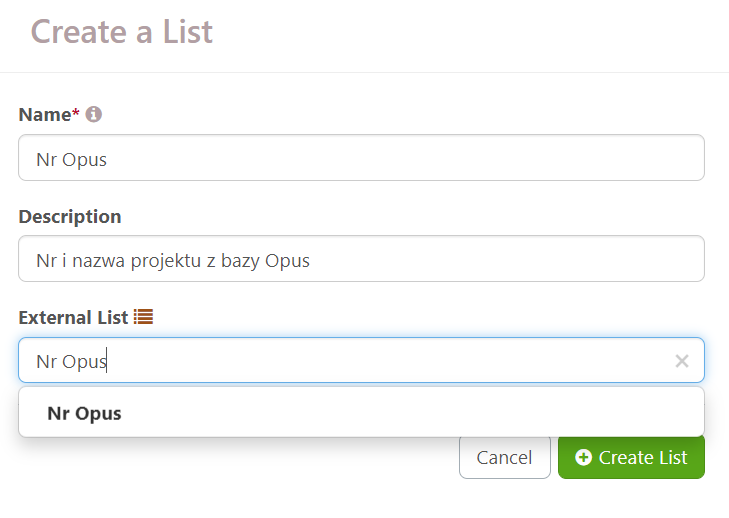 Create a List
Name*
Nr Opus
Description
Nr i nazwa projektu z bazy Opus
External List
Nr Opus
Nr Opus
Cancel Create List